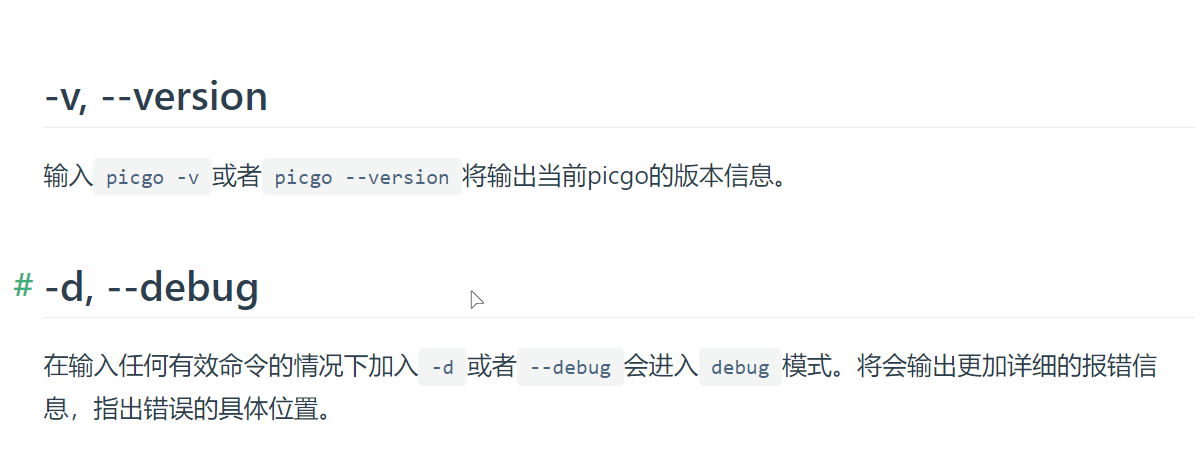 -v, --version
输入 picgo -v 或者 picgo --version 将输出当前picgo的版本信息。
# -d, --debug
在输入任何有效命令的情况下加入 -d 或者 --debug 会进入 debug 模式。将会输出更加详细的报错信
息，指出错误的具体位置。